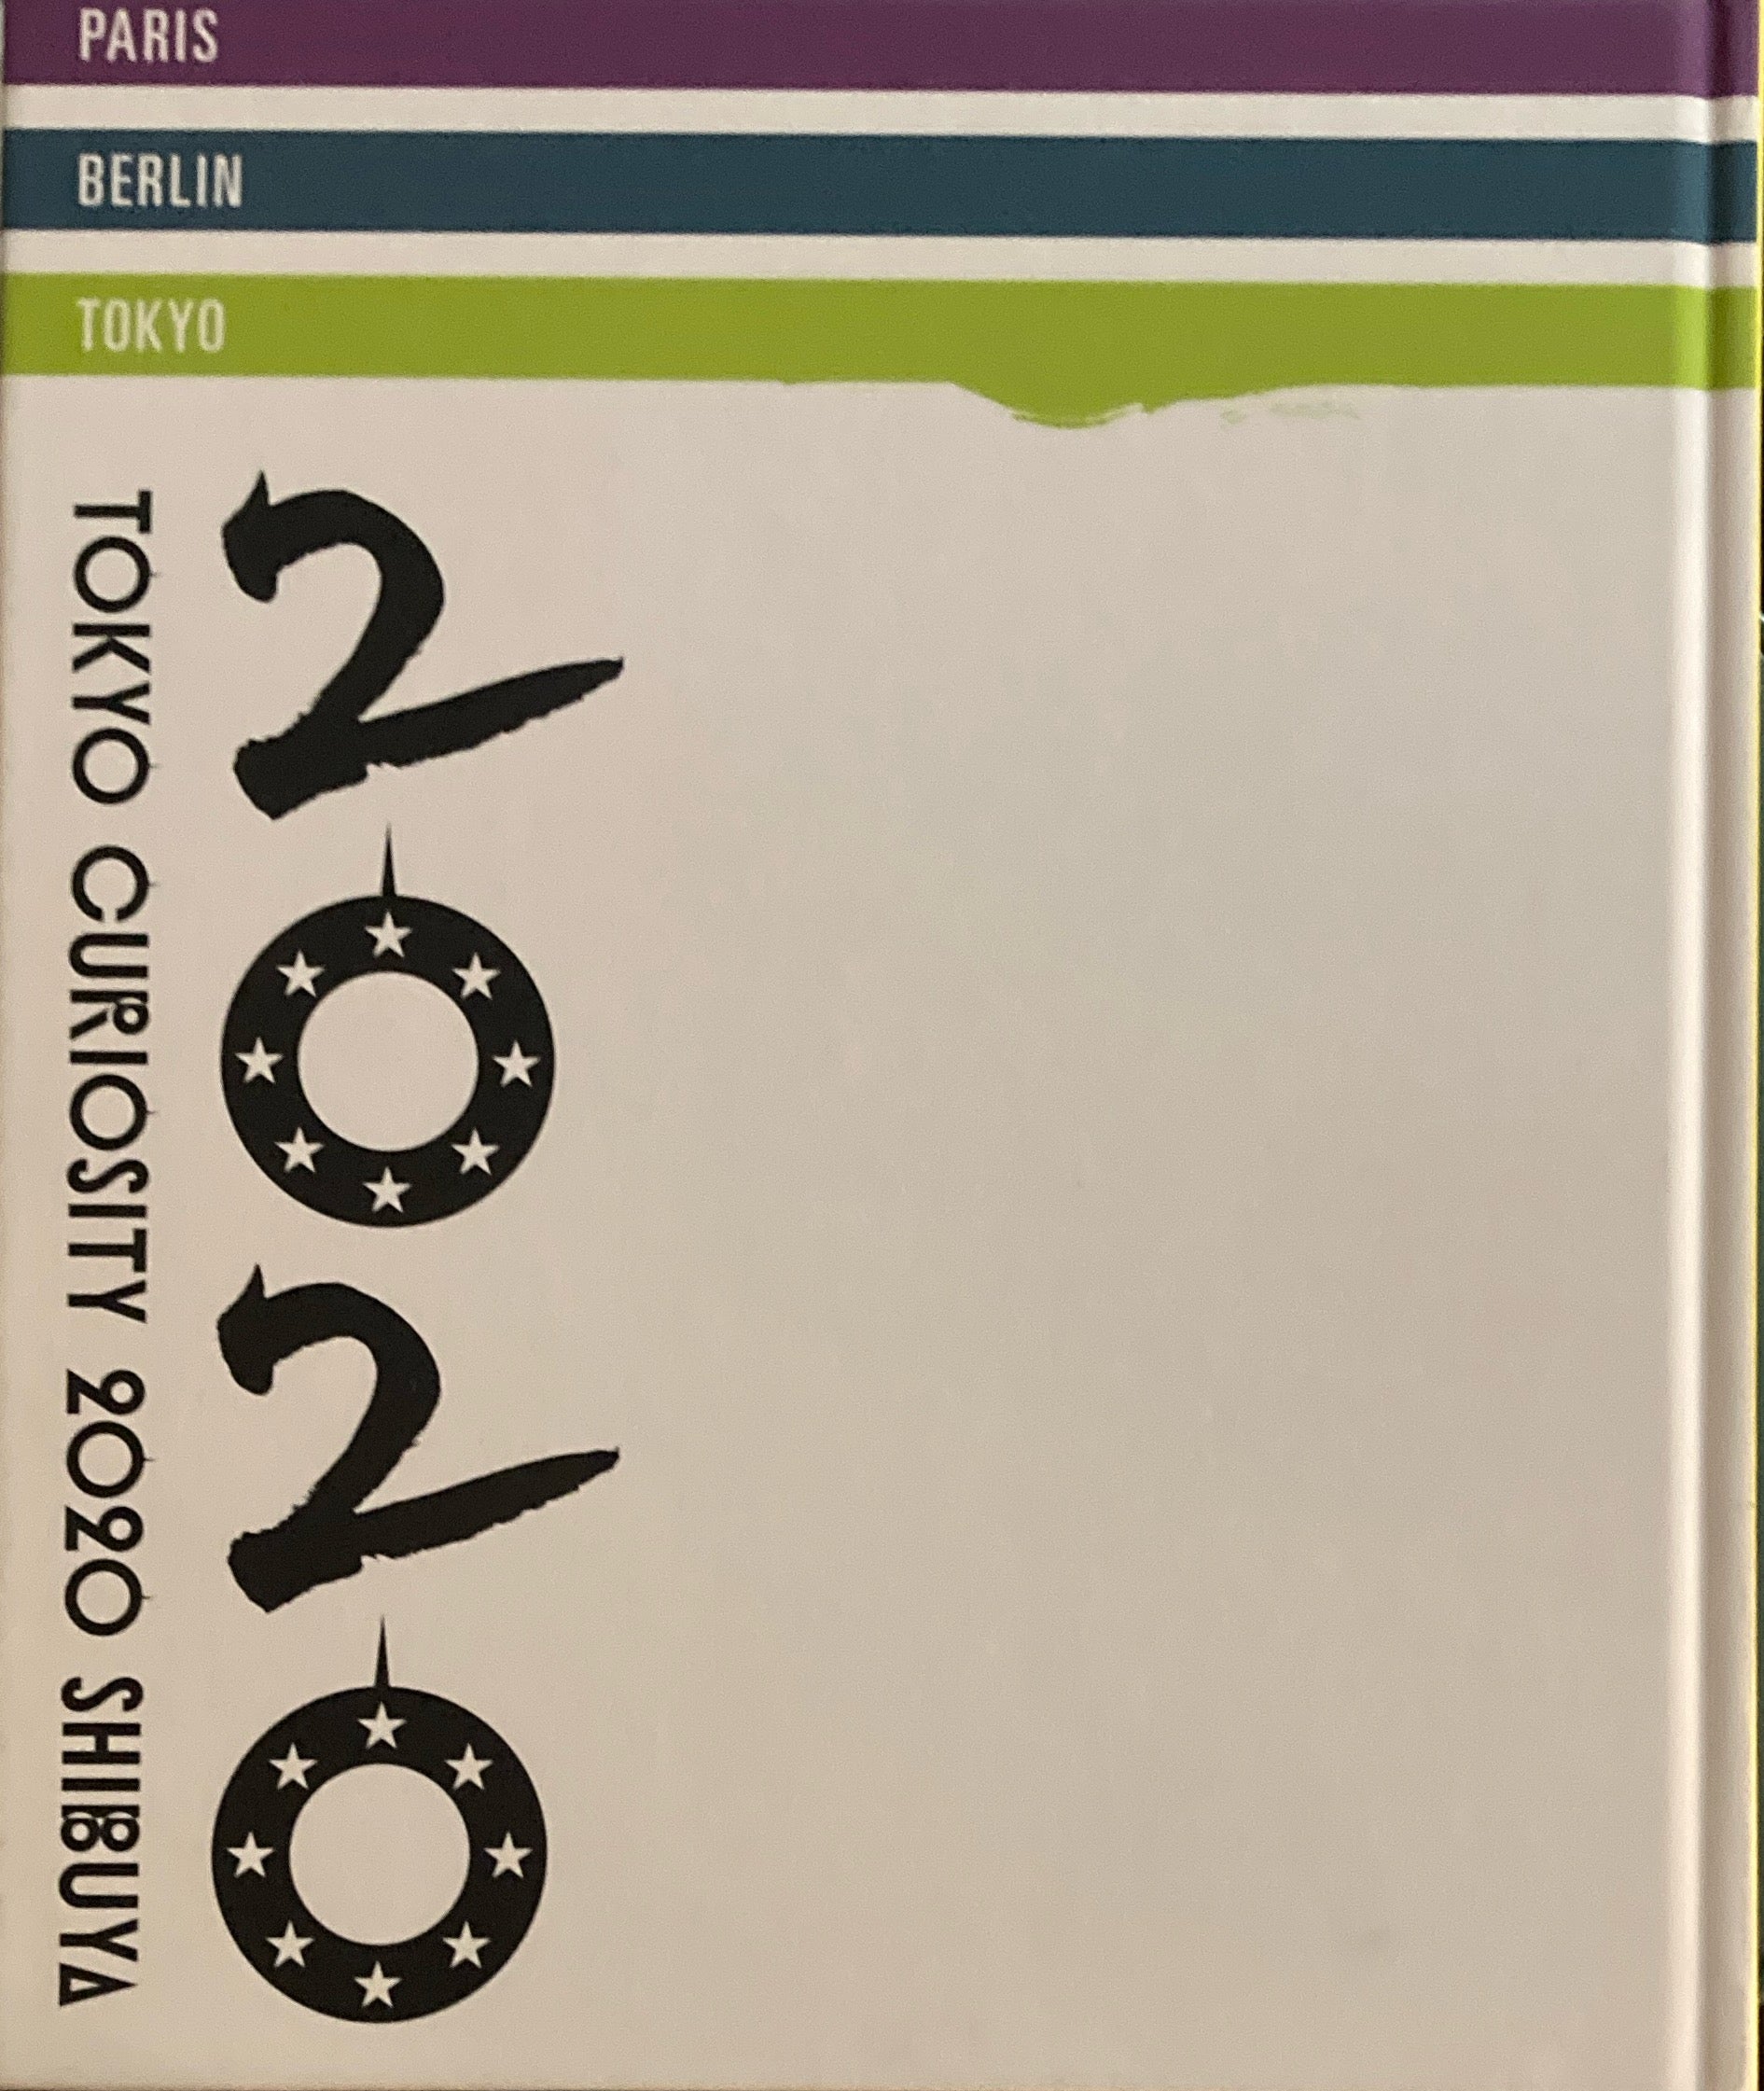 PARIS
BERLIN
TOKYO
2020
TOKYO CURIOSITY 2020 SHIBUYA